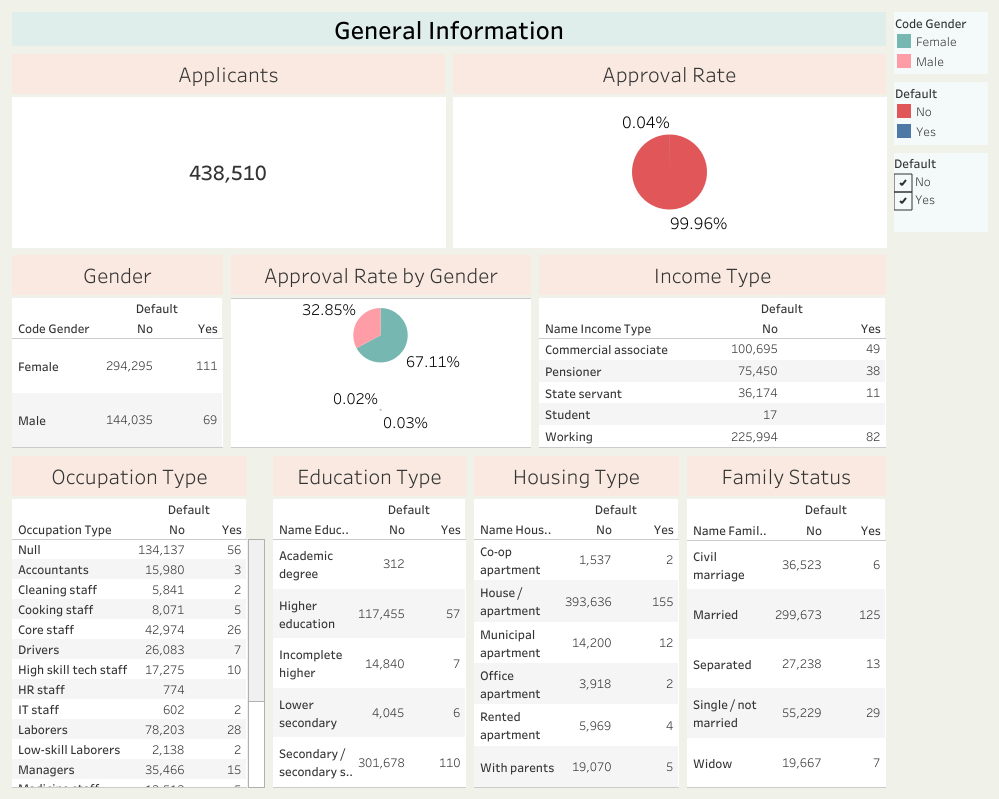 General Information
Applicants
Approval Rate
438,510
0.04%
99.96%
Code Gender
Female
Male
Default
No
Yes
Default
No
Yes
Gender
Default
Code Gender No Yes
Female 294,295 111
Male 144,035 69
Approval Rate by Gender
32.85%
67.11%
0.02%
0.03%
Income Type
Default
Name Income Type No Yes
Commercial associate 100,695 49
Pensioner 75,450 38
State servant 36,174 11
Student 17
Working 225,994 82
Occupation Type
Default
Occupation Type No Yes
Null 134,137 56
Accountants 15,980 3
Cleaning staff 5,841 2
Cooking staff 8,071 5
Core staff 42,974 26
Drivers 26,083 7
High skill tech staff 17,275 10
HR staff 774
IT staff 602 2
Laborers 78,203 28
Low-skill Laborers 2,138 2
Managers 35,466 15
Education Type
Default
Name Educ.. No Yes
Academic
degree 312
Higher
education 117,455 57
Incomplete
higher 14,840 7
Lower
secondary 4,045 6
Secondary /
secondary s.. 301,678 110
Housing Type
Default
Name Hous.. No Yes
Co-op
apartment 1,537 2
House /
apartment 393,636 155
Municipal
apartment 14,200 12
Office
apartment 3,918 2
Rented
apartment 5,969 4
With parents 19,070 5
Family Status
Default
Name Famil.. No Yes
Civil
marriage 36,523 6
Married 299,673 125
Separated 27,238 13
Single / not
married 55,229 29
Widow 19,667 7